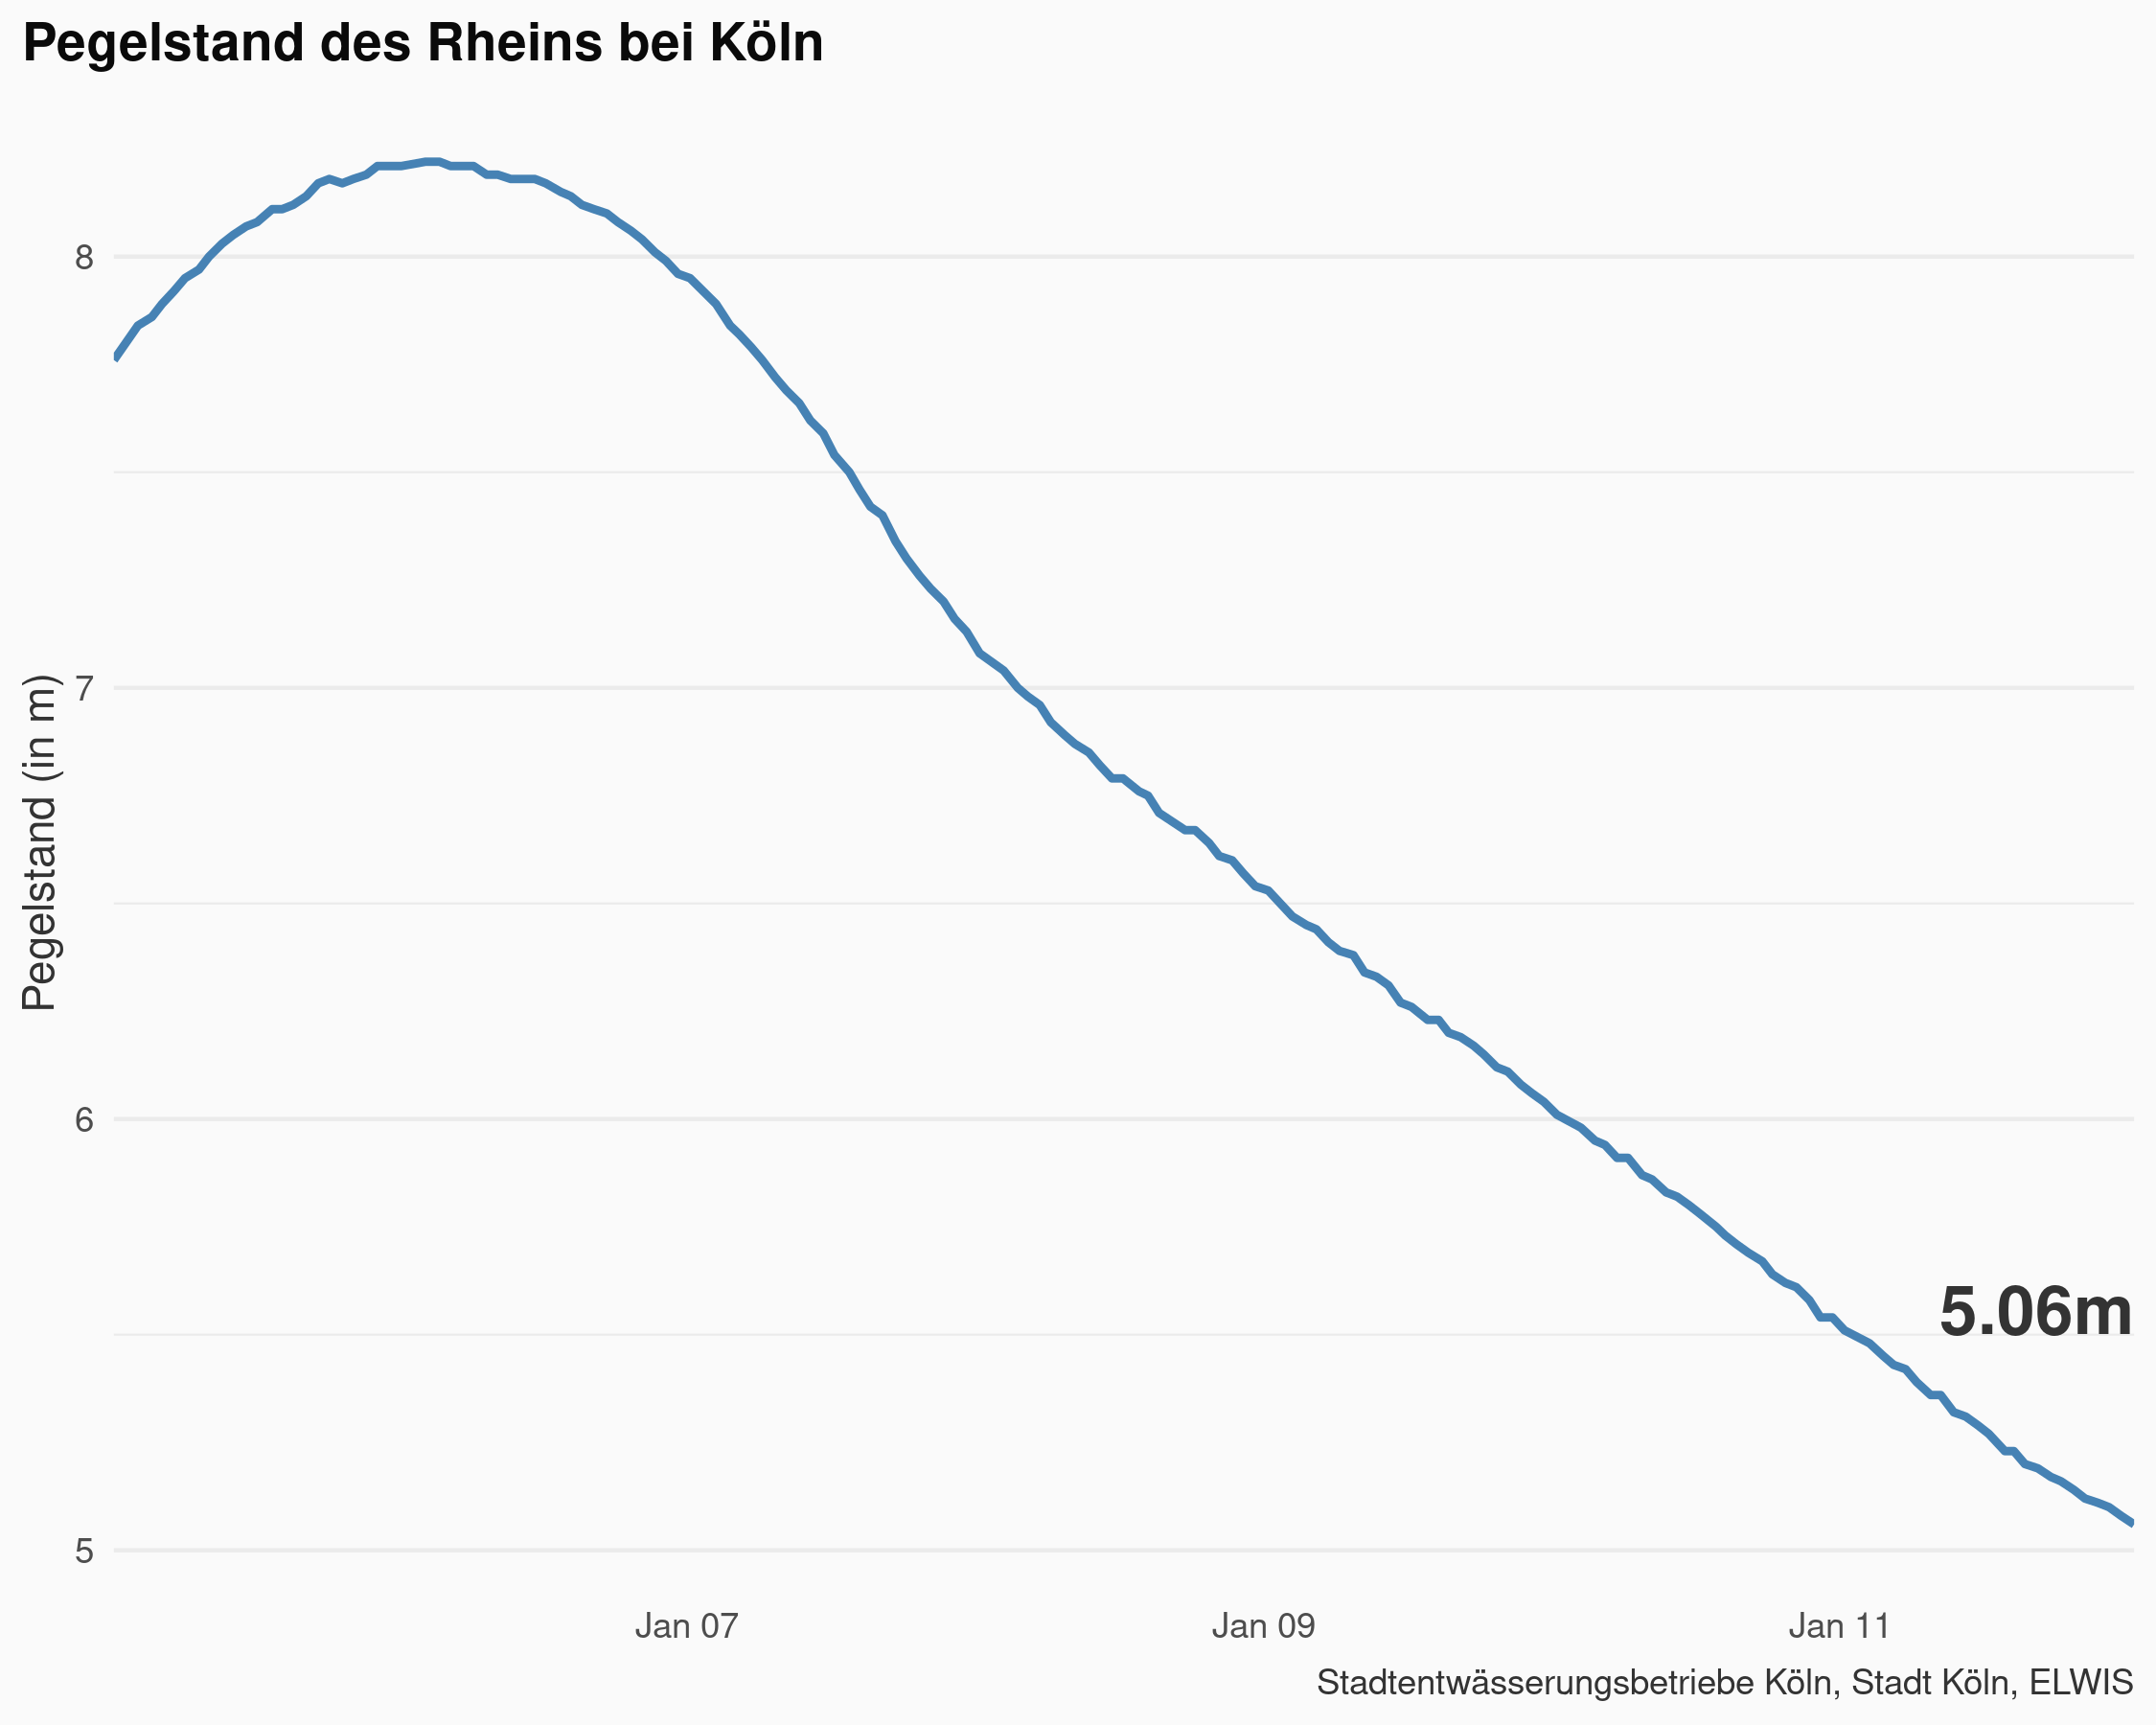 Pegelstand des Rheins bei Köln
Pegelstand (in m)
8
7
6
5
5.06m
Jan 07
Jan 09
Jan 11
Stadtentwässerungsbetriebe Köln, Stadt Köln, ELWIS